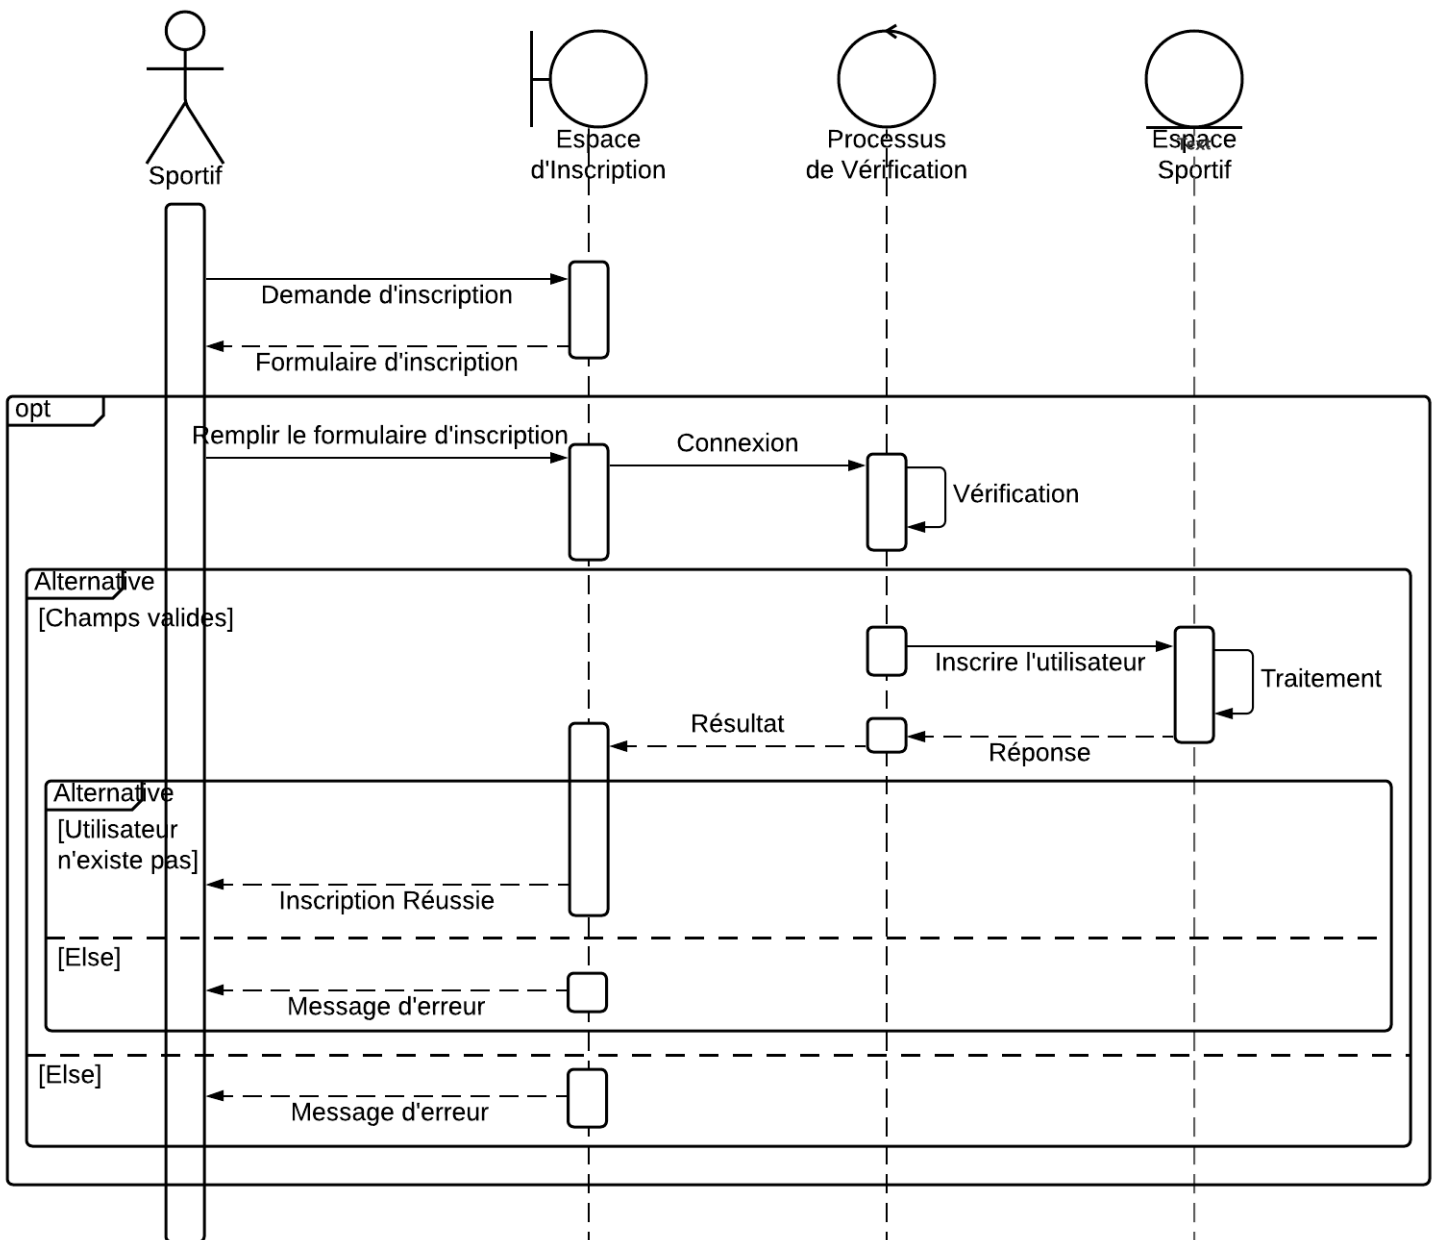 Sportif
Espace
d'Inscription
Processus
de Vérification
Espace
Text
Sportif
Demande d'inscription
Formulaire d'inscription
opt
Remplir le formulaire d'inscription
Connexion
Vérification
Alternative
[Champs valides]
Inscrire l'utilisateur
Traitement
Résultat
Réponse
Alternative
[Utilisateur
n'existe pas]
Inscription Réussie
[Else]
Message d'erreur
[Else]
Message d'erreur